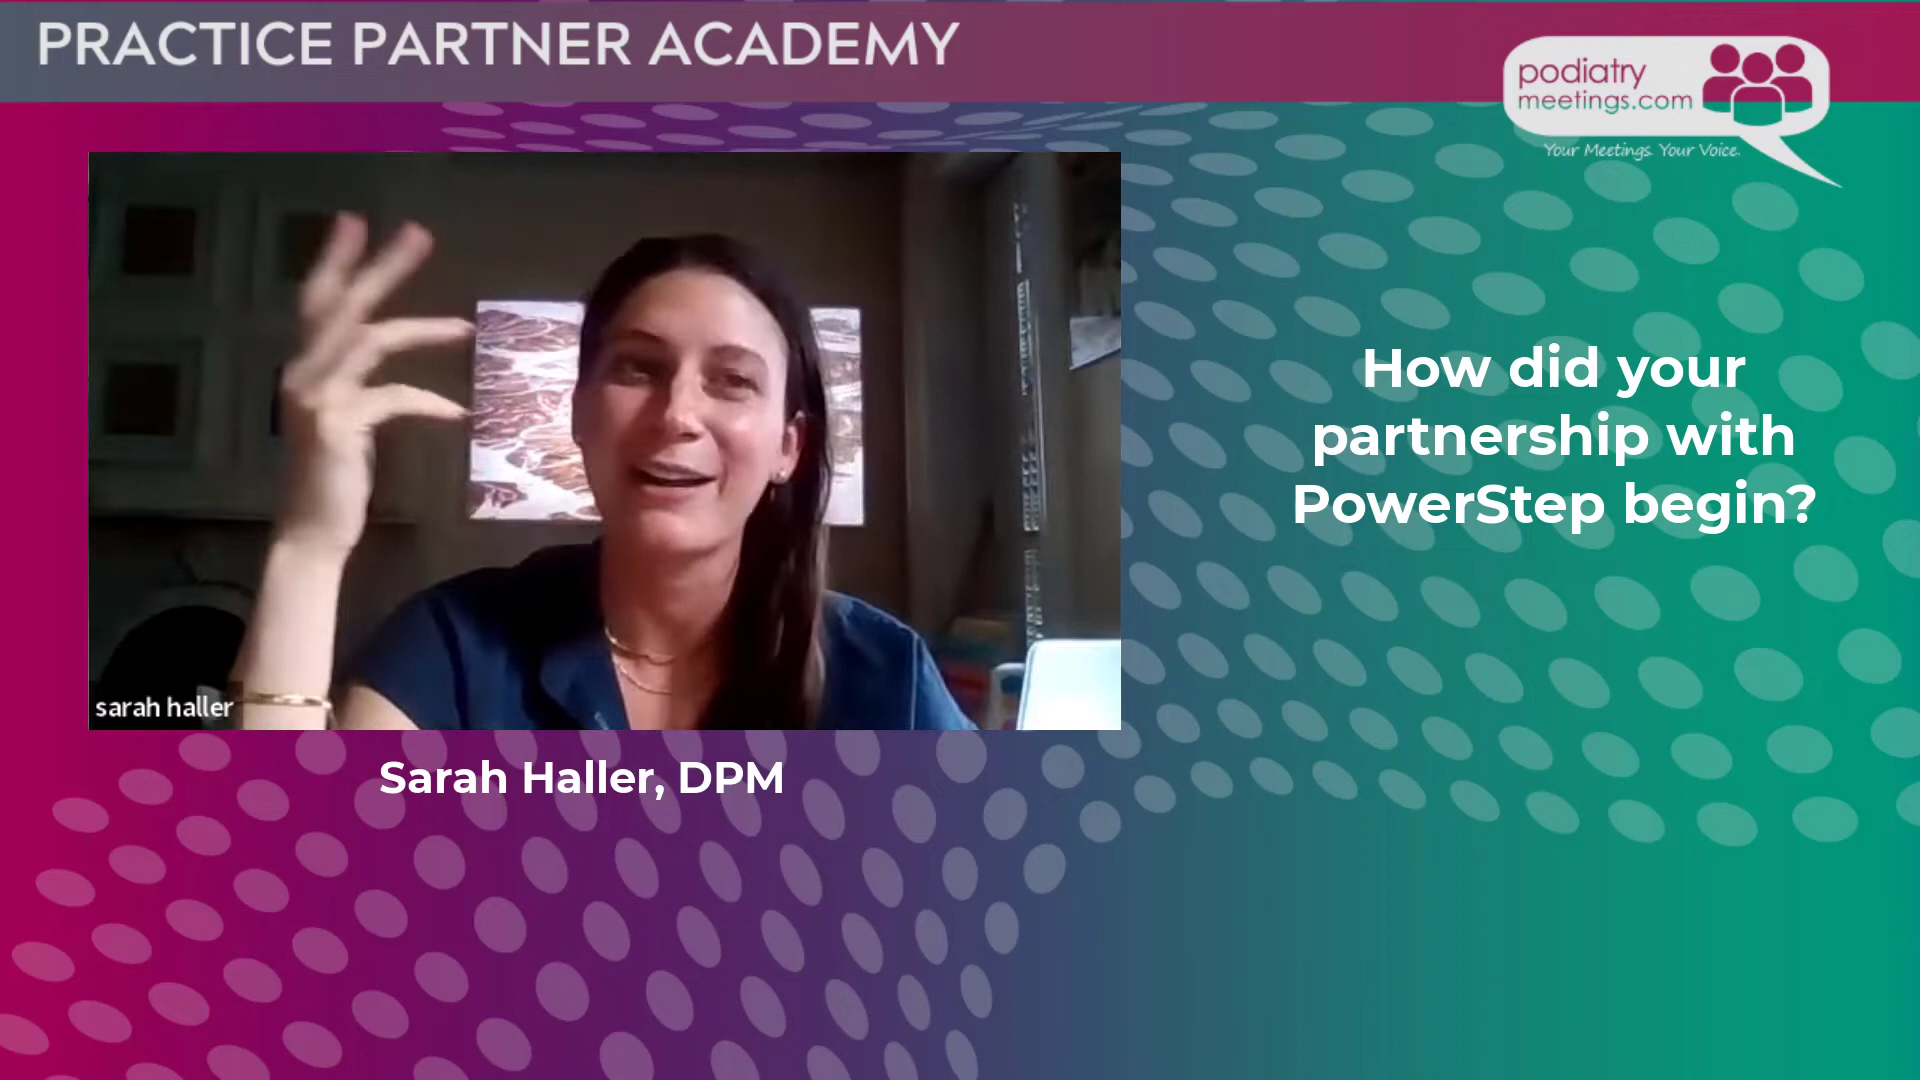 PRACTICE PARTNER ACADEMY
podiatry
meetings.com
Your Meetings. Your Voice.
How did your
partnership with
PowerStep begin?
sarah haller
Sarah Haller, DPM